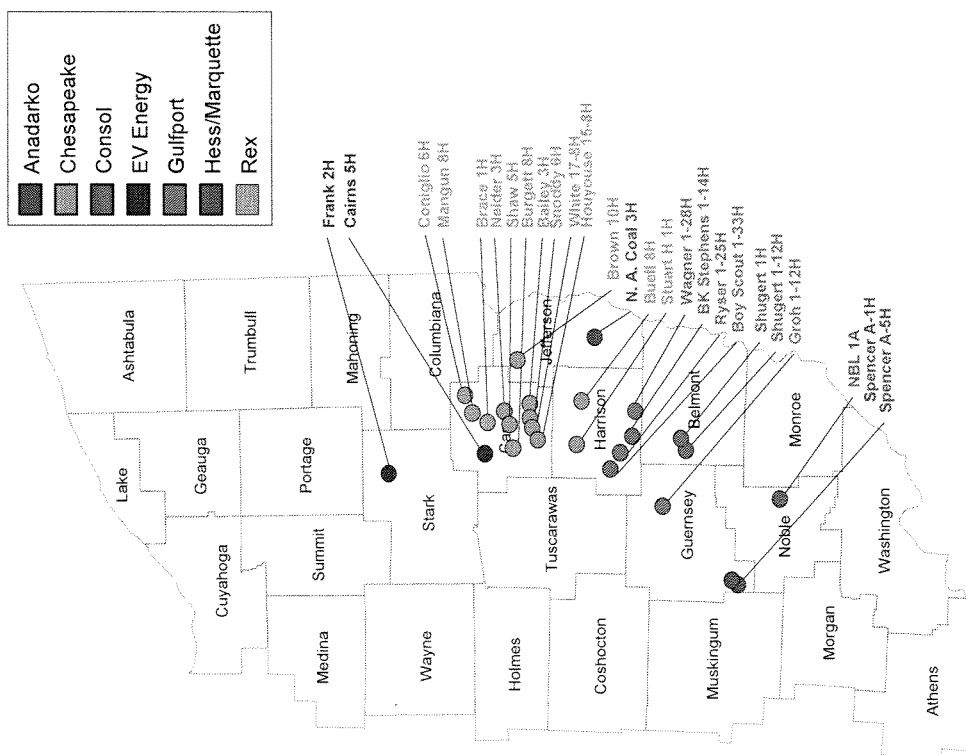 Anadarko
Chesapeake
Consol
EV Energy
Gulfport
Hess/Marquette
Rex
Frank 2H
Cairns 5H
Coniglio 6H
Mangun 8H
Brace 1H
Neider 3H
Shaw 5H
Burgett 8H
Bailey 3H
Snoddy 6H
White 17-8H
Houyouse 15-8H
Brown 10H
N. A. Coal 3H
Buell 8H
Stuart H 1H
Wagner 1-28H
BK Stephens 1-14H
Ryser 1-25H
Boy Scout 1-33H
Shugert 1H
Shugert 1-12H
Groh 1-12H
NBL 1A
Spencer A-1H
Spencer A-5H
Ashtabula
Lake
Geauga
Trumbull
Cuyahoga
Portage
Mahoning
Medina
Summit
Stark
Columbiana
Wayne
Holmes
Tuscarawas
Jefferson
Coshocton
Harrison
Muskingum
Guernsey
Belmont
Morgan
Noble
Monroe
Athens
Washington